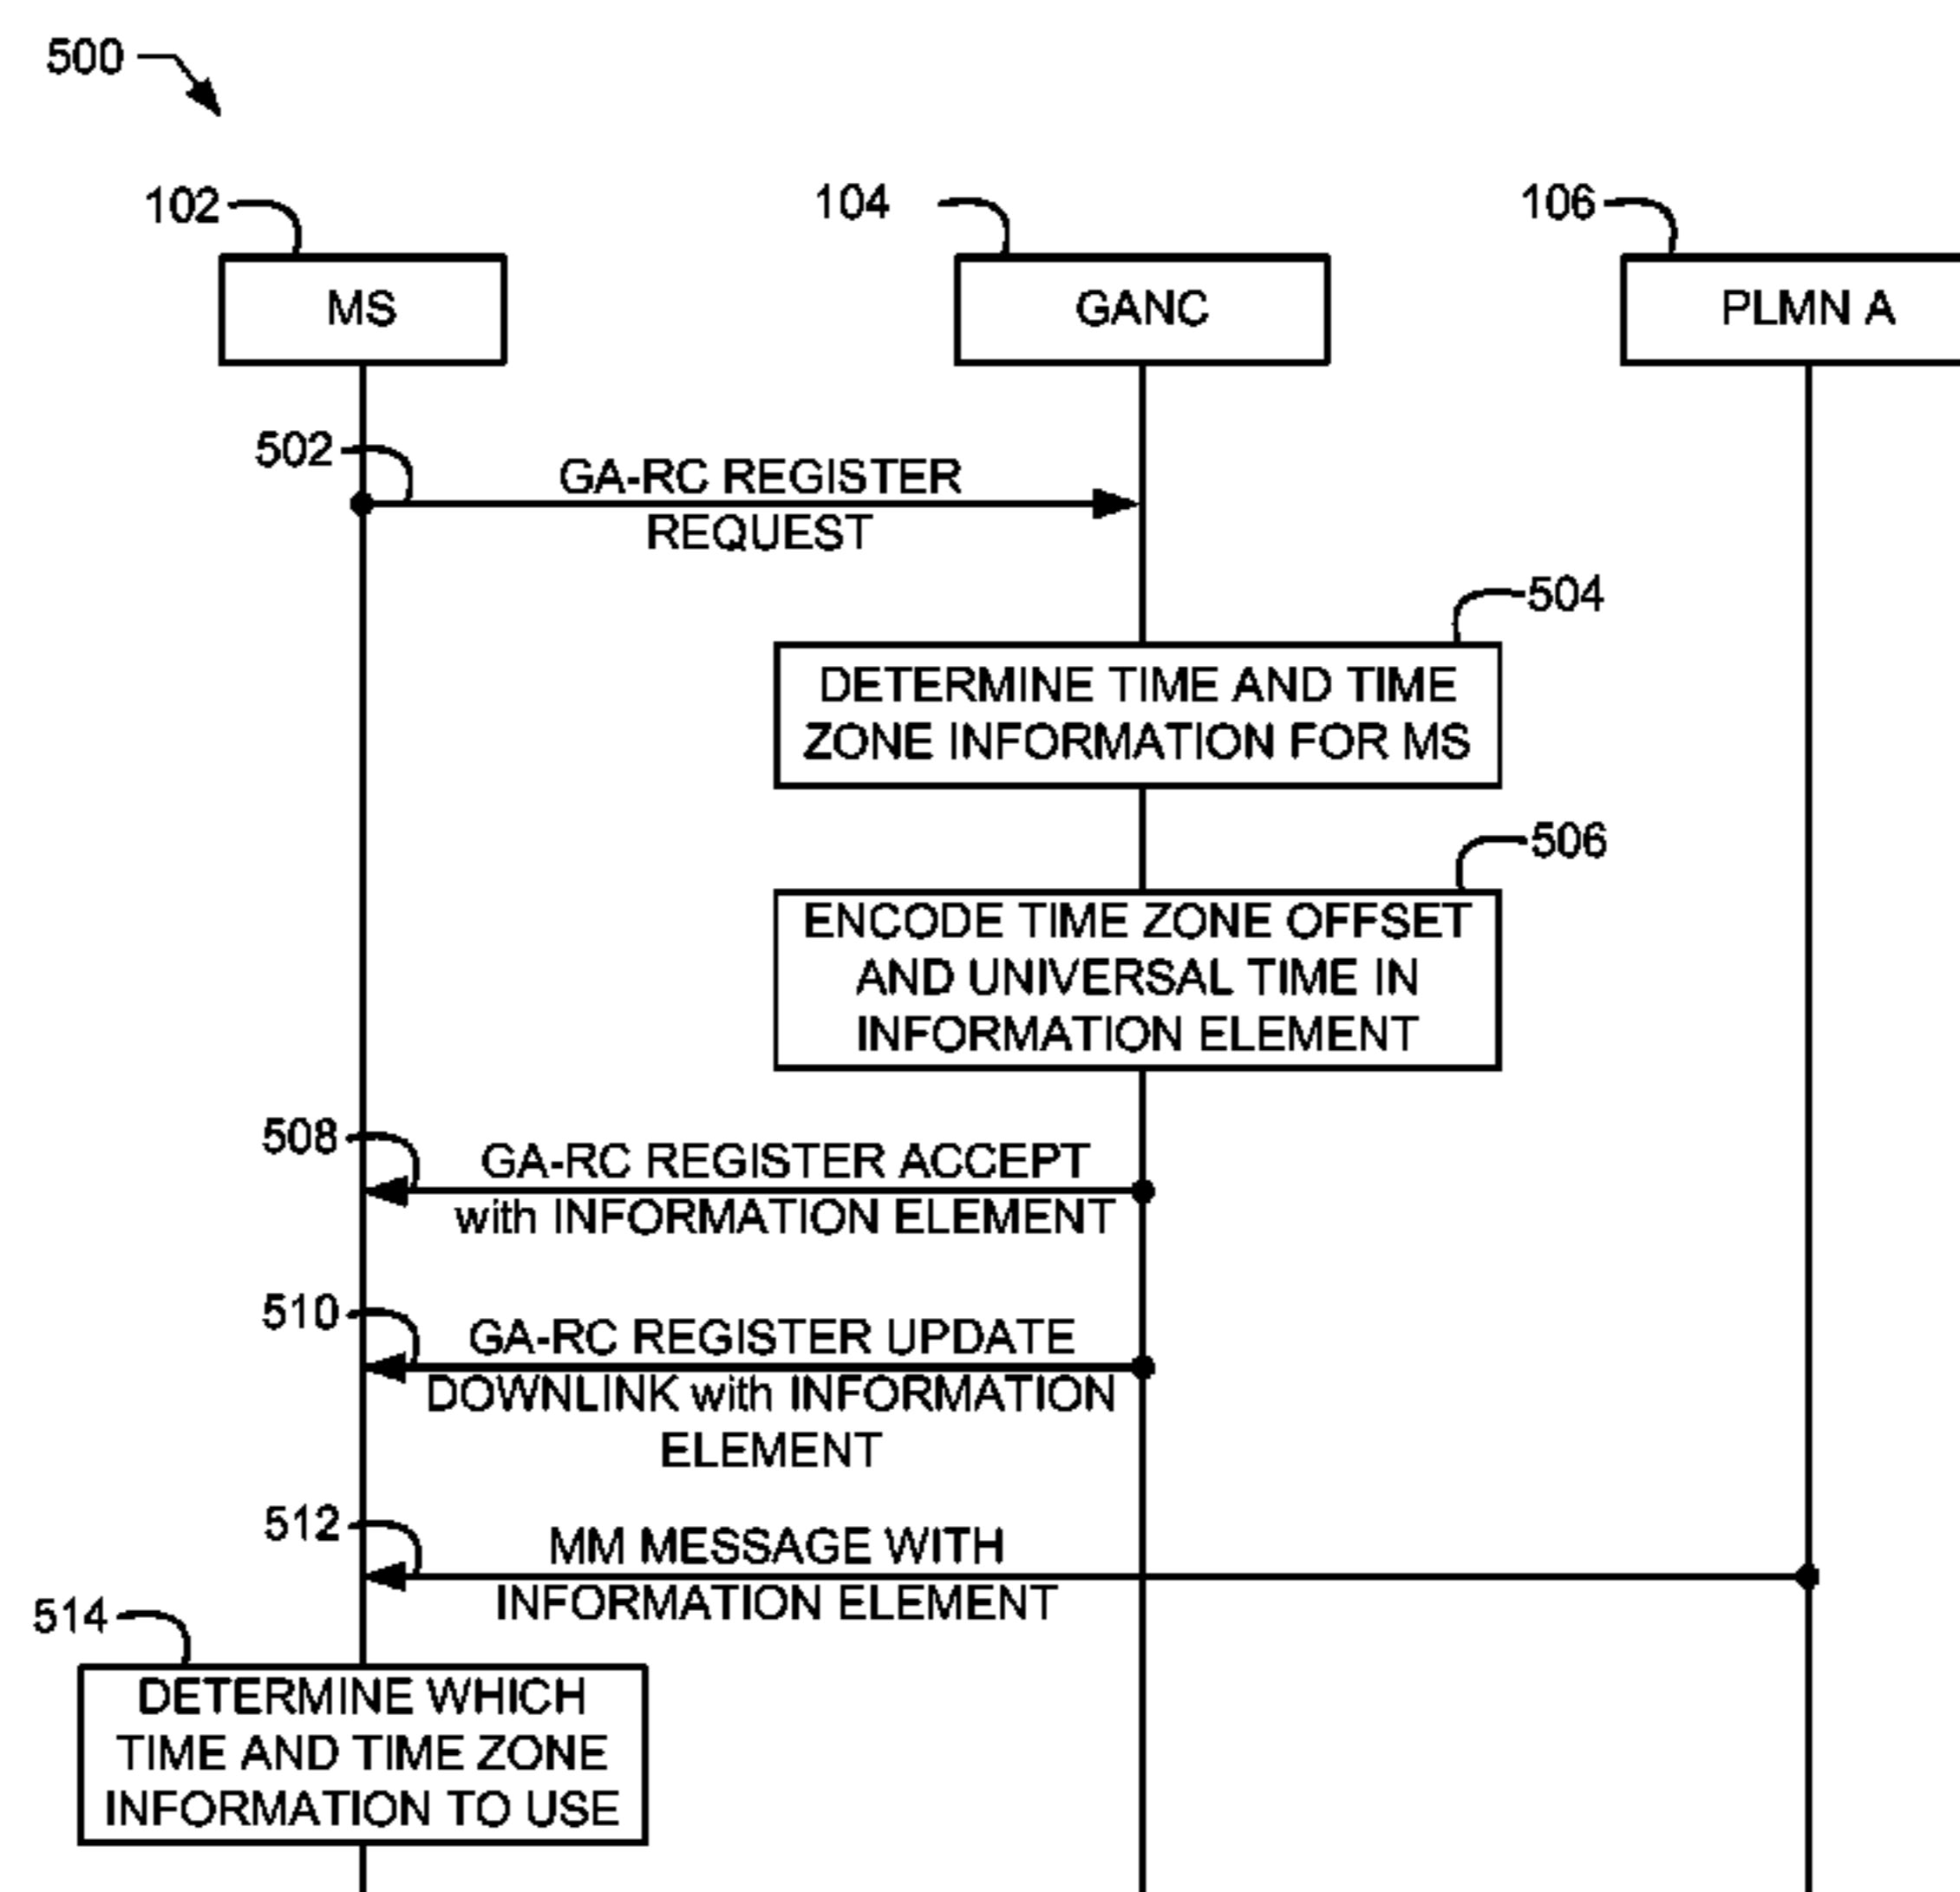 500
102
104
106
MS
GANC
PLMN A
502
GA-RC REGISTER
REQUEST
504
DETERMINE TIME AND TIME
ZONE INFORMATION FOR MS
506
ENCODE TIME ZONE OFFSET
AND UNIVERSAL TIME IN
INFORMATION ELEMENT
508
GA-RC REGISTER ACCEPT
with INFORMATION ELEMENT
510
GA-RC REGISTER UPDATE
DOWNLINK with INFORMATION
ELEMENT
512
MM MESSAGE WITH
INFORMATION ELEMENT
514
DETERMINE WHICH
TIME AND TIME ZONE
INFORMATION TO USE